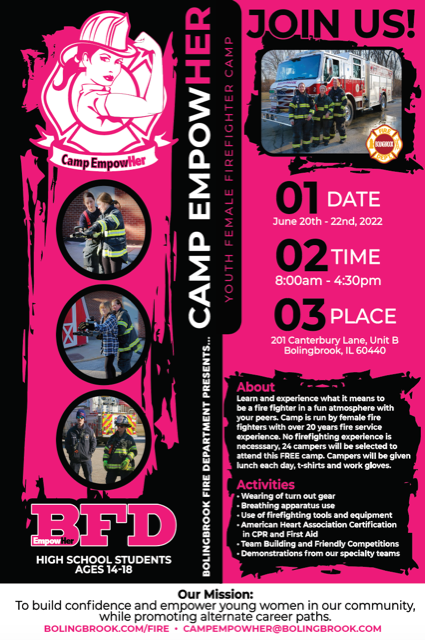 Camp EmpowHer
EmpowHer
BFD
HIGH SCHOOL STUDENTS
AGES 14-18
BOLINGBROOK FIRE DEPARTMENT PRESENTS...
CAMP EMPOWHER
YOUTH FEMALE FIREFIGHTER CAMP
JOIN US!
BOLINGBROOK
01 DATE
June 20th - 22nd, 2022
02 TIME
8:00am - 4:30pm
03 PLACE
201 Canterbury Lane, Unit B
Bolingbrook, IL 60440
About
Learn and experience what it means to
be a fire fighter in a fun atmosphere with
your peers. Camp is run by female fire
fighters with over 20 years fire service
experience. No firefighting experience is
necesssary, 24 campers will be selected to
attend this FREE camp. Campers will be given
lunch each day, t-shirts and work gloves.
Activities
- Wearing of turn out gear
- Breathing apparatus use
- Use of firefighting tools and equipment
- American Heart Association Certification
in CPR and First Aid
- Team Building and Friendly Competitions
- Demonstrations from our specialty teams
Our Mission:
To build confidence and empower young women in our community,
while promoting alternate career paths.
BOLINGBROOK.COM/FIRE • CAMPEMPOWHER@BOLINGBROOK.COM